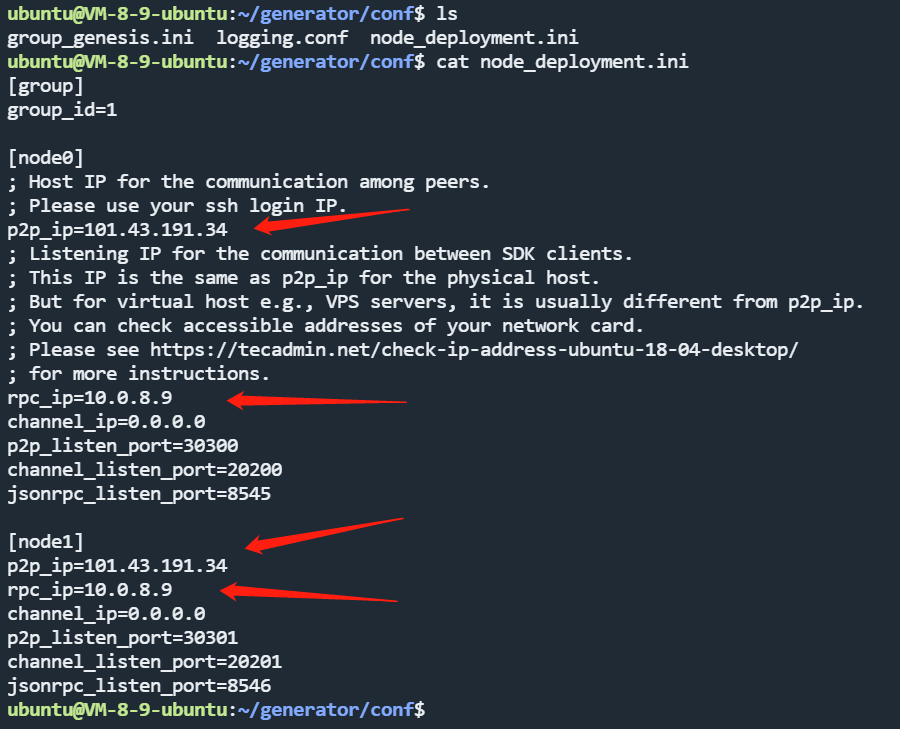 ubuntu@VM-8-9-ubuntu:~/generator/conf$ ls
group_genesis.ini  logging.conf  node_deployment.ini
ubuntu@VM-8-9-ubuntu:~/generator/conf$ cat node_deployment.ini
[group]
group_id=1
[node0]
; Host IP for the communication among peers.
; Please use your ssh login IP.
p2p_ip=101.43.191.34
; Listening IP for the communication between SDK clients.
; This IP is the same as p2p_ip for the physical host.
; But for virtual host e.g., VPS servers, it is usually different from p2p_ip.
; You can check accessible addresses of your network card.
; Please see https://tecadmin.net/check-ip-address-ubuntu-18-04-desktop/
; for more instructions.
rpc_ip=10.0.8.9
channel_ip=0.0.0.0
p2p_listen_port=30300
channel_listen_port=20200
jsonrpc_listen_port=8545
[node1]
p2p_ip=101.43.191.34
rpc_ip=10.0.8.9
channel_ip=0.0.0.0
p2p_listen_port=30301
channel_listen_port=20201
jsonrpc_listen_port=8546
ubuntu@VM-8-9-ubuntu:~/generator/conf$